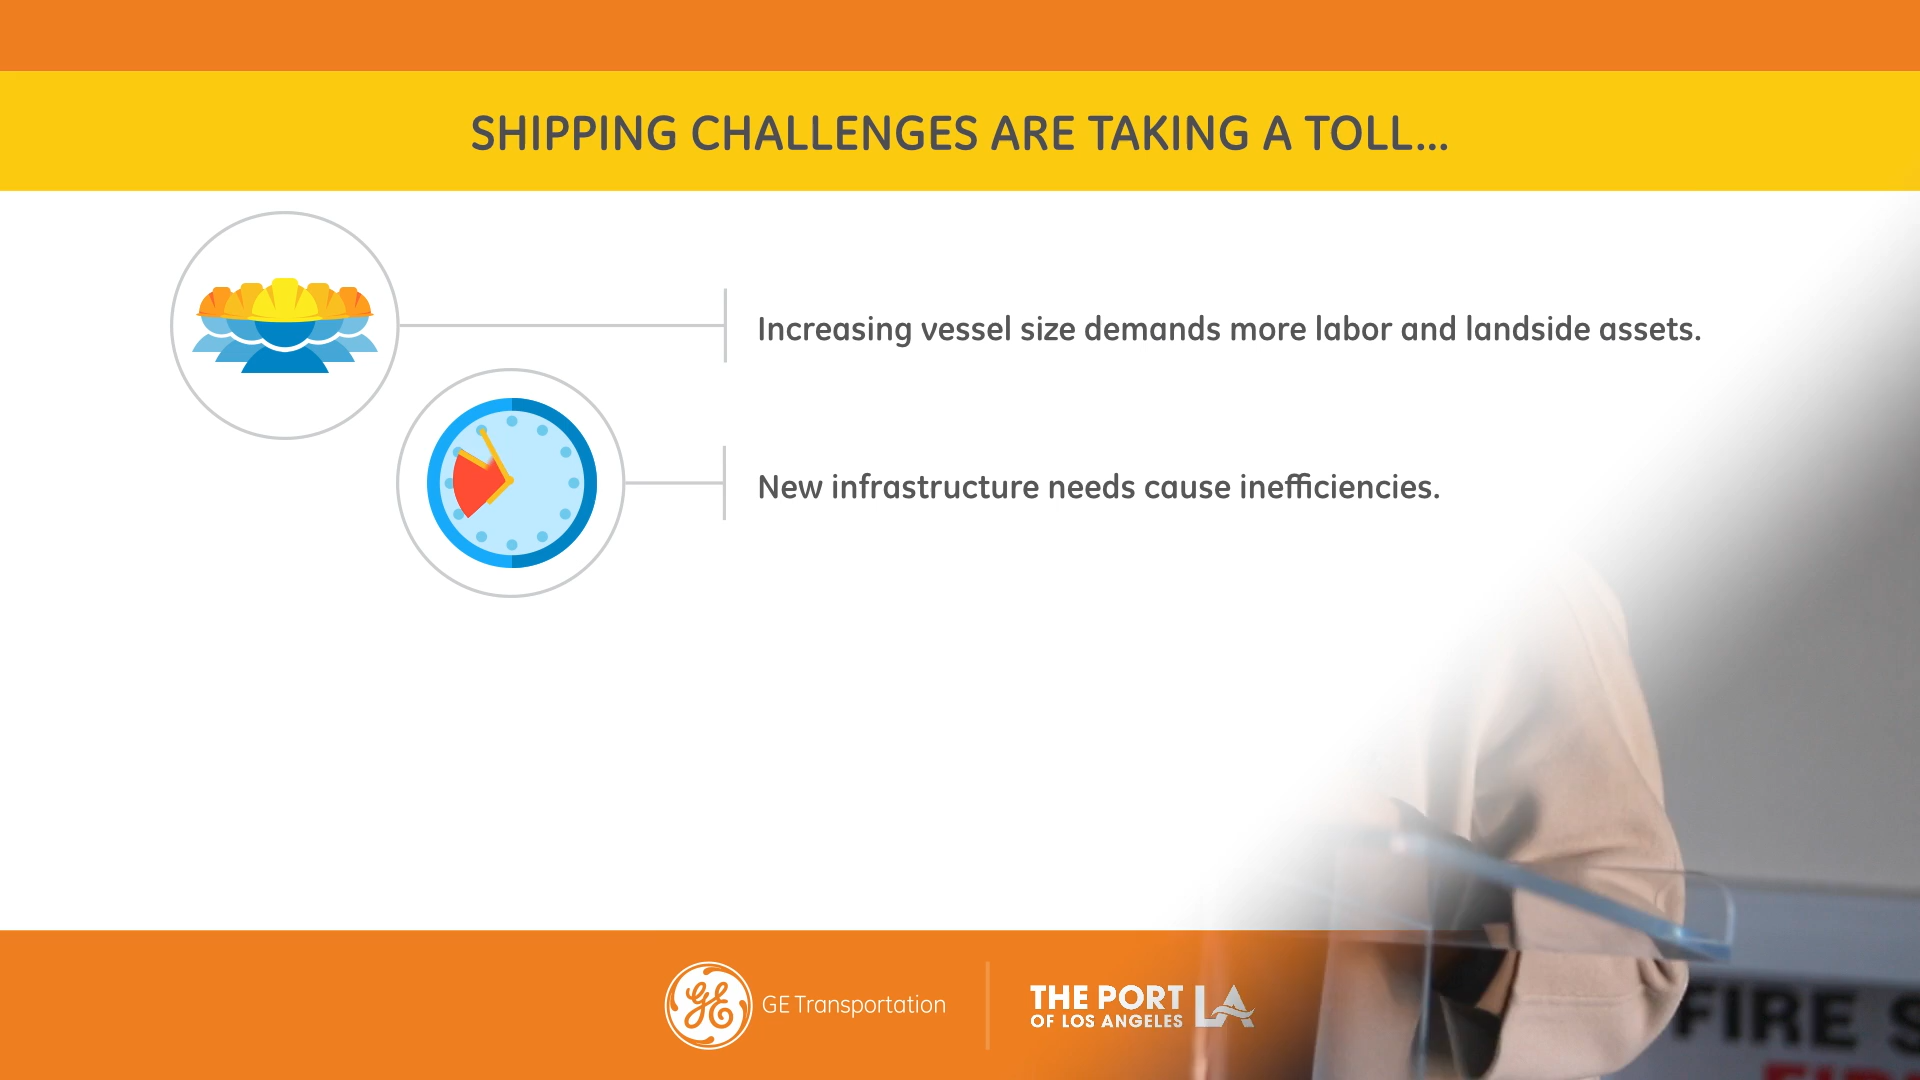 SHIPPING CHALLENGES ARE TAKING A TOLL...
Increasing vessel size demands more labor and landside assets.
New infrastructure needs cause inefficiencies.
GE
GE Transportation
THE PORT
OF LOS ANGELES
LA
FIRE S